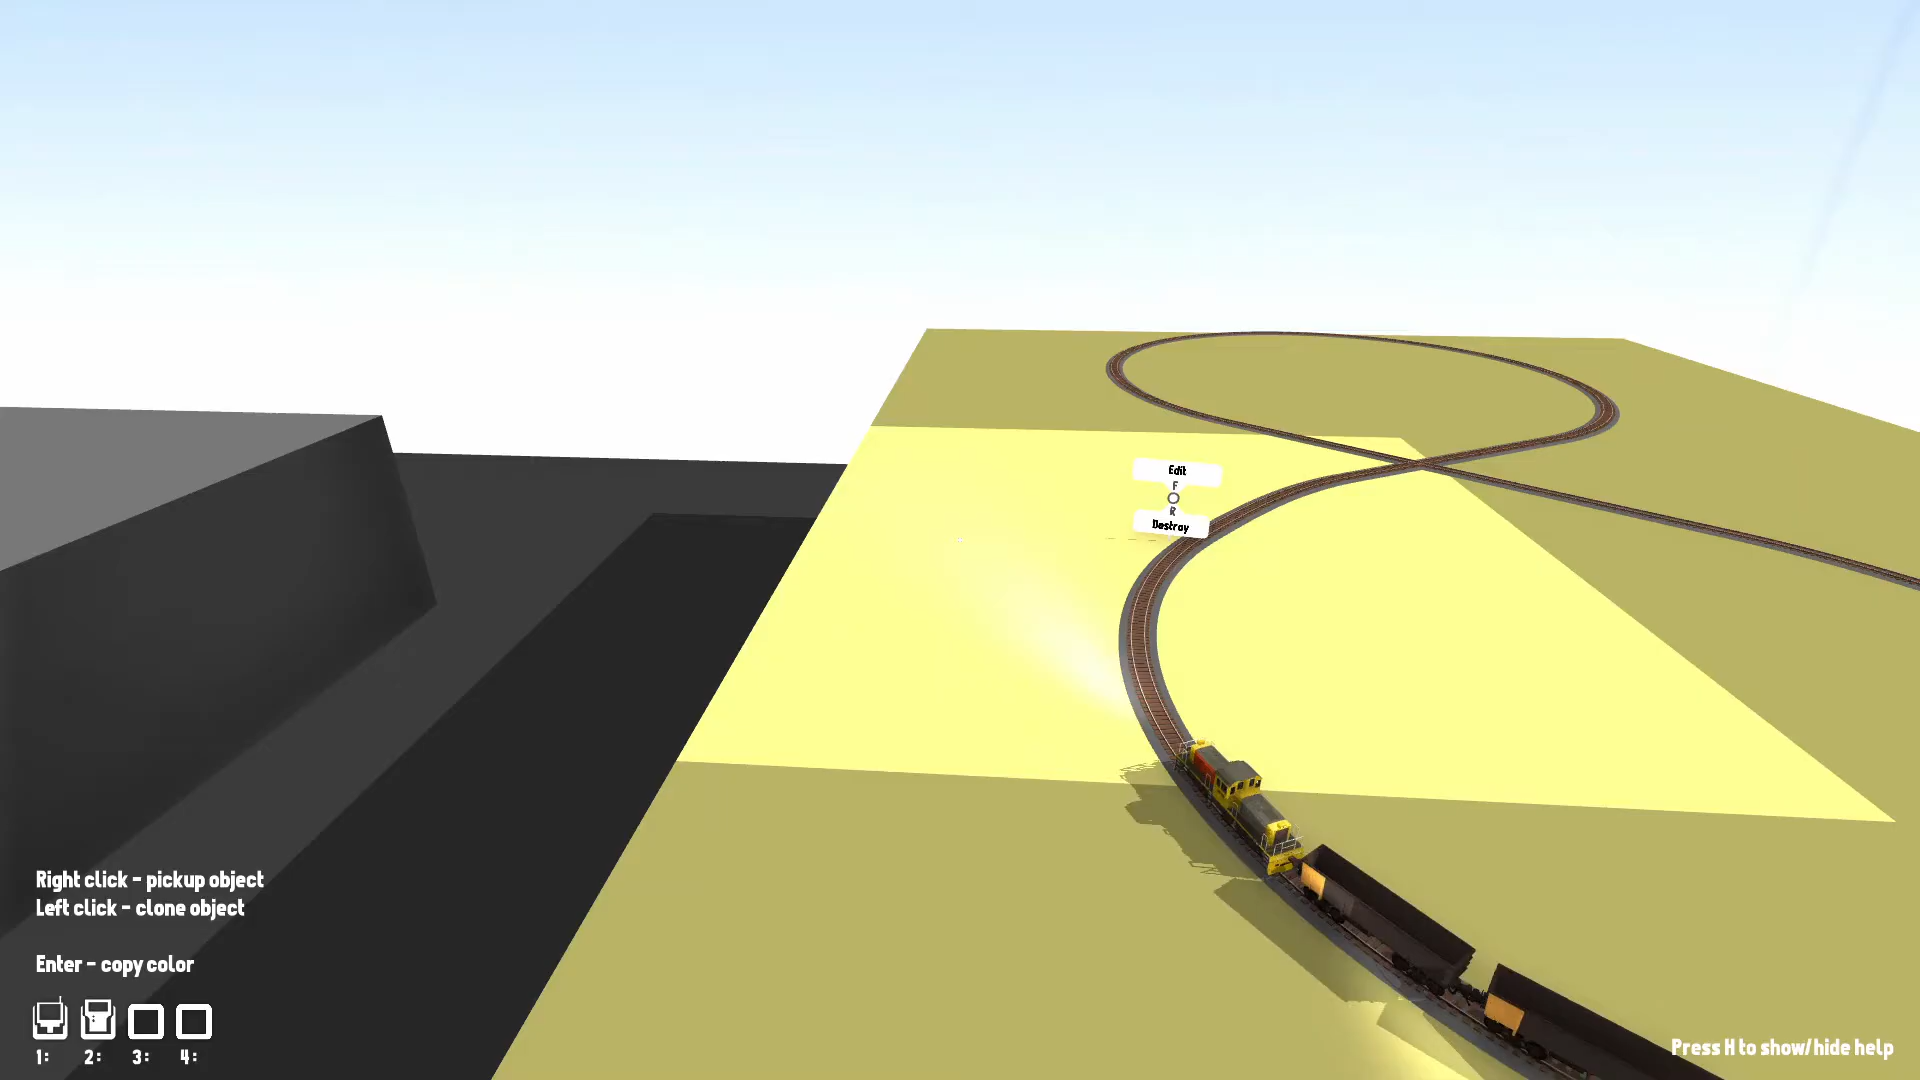 Edit
F
R
Destroy
Right click - pickup object
Left click - clone object
Enter - copy color
1: 2: 3: 4:
Press H to show/hide help